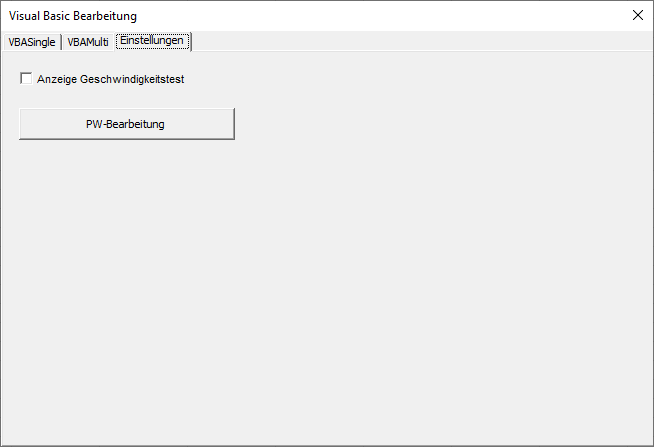 Visual Basic Bearbeitung
VBASingle VBAMulti Einstellungen
Anzeige Geschwindigkeitstest
PW-Bearbeitung